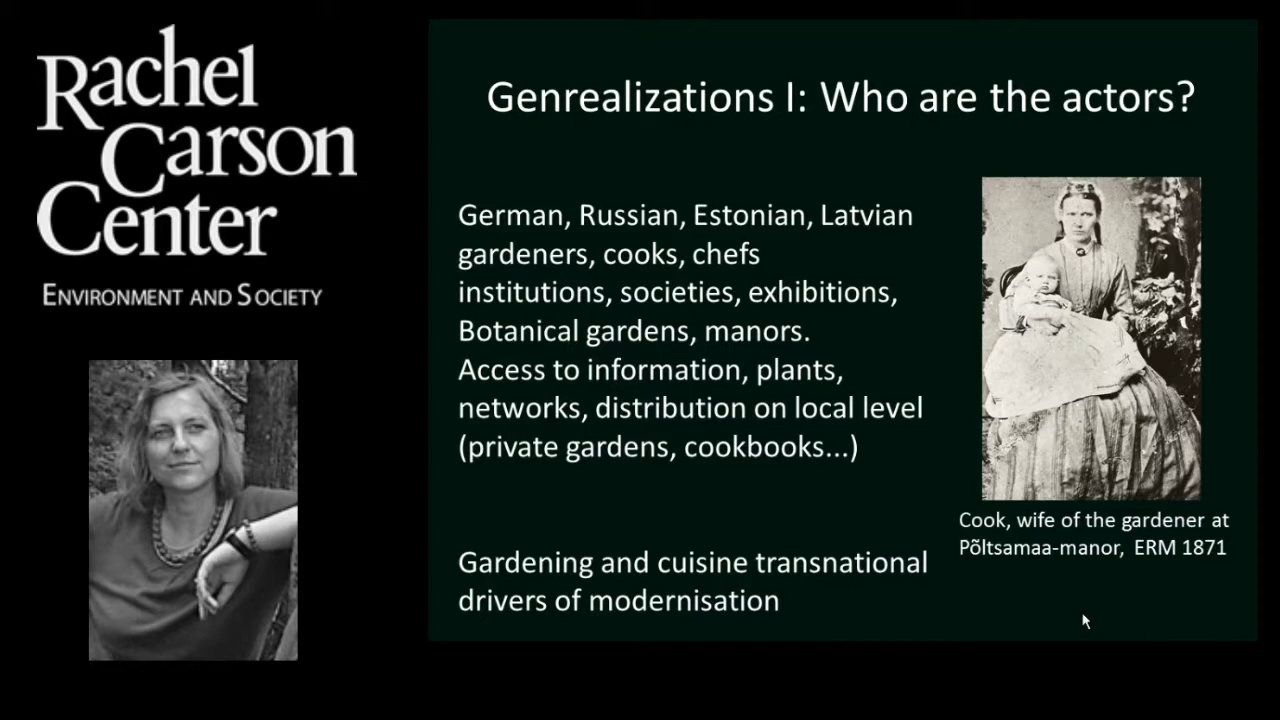 Rachel
Carson
Center
ENVIRONMENT AND SOCIETY
Genrealizations I: Who are the actors?
German, Russian, Estonian, Latvian
gardeners, cooks, chefs
institutions, societies, exhibitions,
Botanical gardens, manors.
Access to information, plants,
networks, distribution on local level
(private gardens, cookbooks...)
Gardening and cuisine transnational
drivers of modernisation
Cook, wife of the gardener at
Põltsamaa-manor, ERM 1871